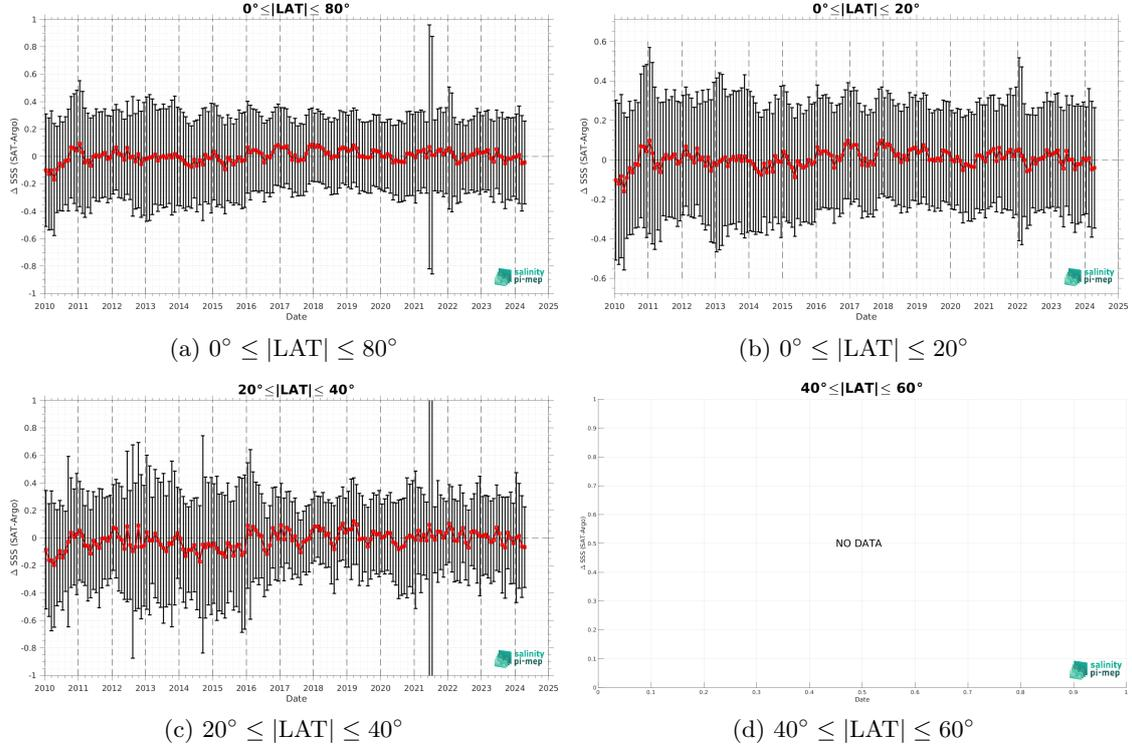 0°≤|LAT|≤ 80°
Δ SSS (SAT-Argo)
1
0.8
0.6
0.4
0.2
0
-0.2
-0.4
-0.6
-0.8
-1
2010 2011 2012 2013 2014 2015 2016 2017 2018 2019 2020 2021 2022 2023 2024 2025
Date
salinity
pi-mep
(a) 0° ≤ |LAT| ≤ 80°
0°≤|LAT|≤ 20°
Δ SSS (SAT-Argo)
0.6
0.4
0.2
0
-0.2
-0.4
-0.6
2010 2011 2012 2013 2014 2015 2016 2017 2018 2019 2020 2021 2022 2023 2024 2025
Date
salinity
pi-mep
(b) 0° ≤ |LAT| ≤ 20°
20°≤|LAT|≤ 40°
Δ SSS (SAT-Argo)
1
0.8
0.6
0.4
0.2
0
-0.2
-0.4
-0.6
-0.8
-1
2010 2011 2012 2013 2014 2015 2016 2017 2018 2019 2020 2021 2022 2023 2024 2025
Date
salinity
pi-mep
(c) 20° ≤ |LAT| ≤ 40°
40°≤|LAT|≤ 60°
Δ SSS (SAT-Argo)
1
0.9
0.8
0.7
0.6
0.5
0.4
0.3
0.2
0.1
0
NO DATA
0 0.1 0.2 0.3 0.4 0.5 0.6 0.7 0.8 0.9 1
Date
salinity
pi-mep
(d) 40° ≤ |LAT| ≤ 60°